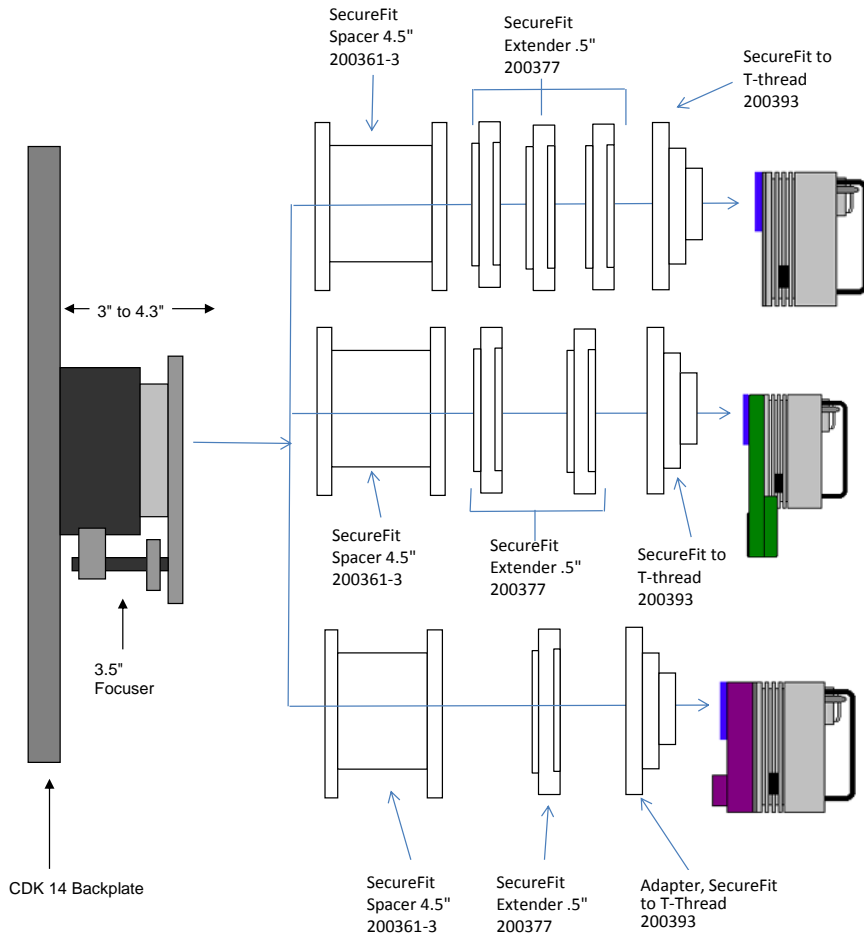 SecureFit
Spacer 4.5"
200361-3
SecureFit
Extender .5"
200377
SecureFit to
T-thread
200393
3" to 4.3"
SecureFit
Spacer 4.5"
200361-3
SecureFit
Extender .5"
200377
SecureFit to
T-thread
200393
3.5"
Focuser
CDK 14 Backplate
SecureFit
Spacer 4.5"
200361-3
SecureFit
Extender .5"
200377
Adapter, SecureFit
to T-Thread
200393